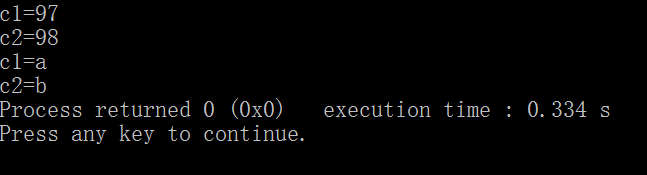 c1=97
c2=98
c1=a
c2=b
Process returned 0 (0x0)   execution time : 0.334 s
Press any key to continue.